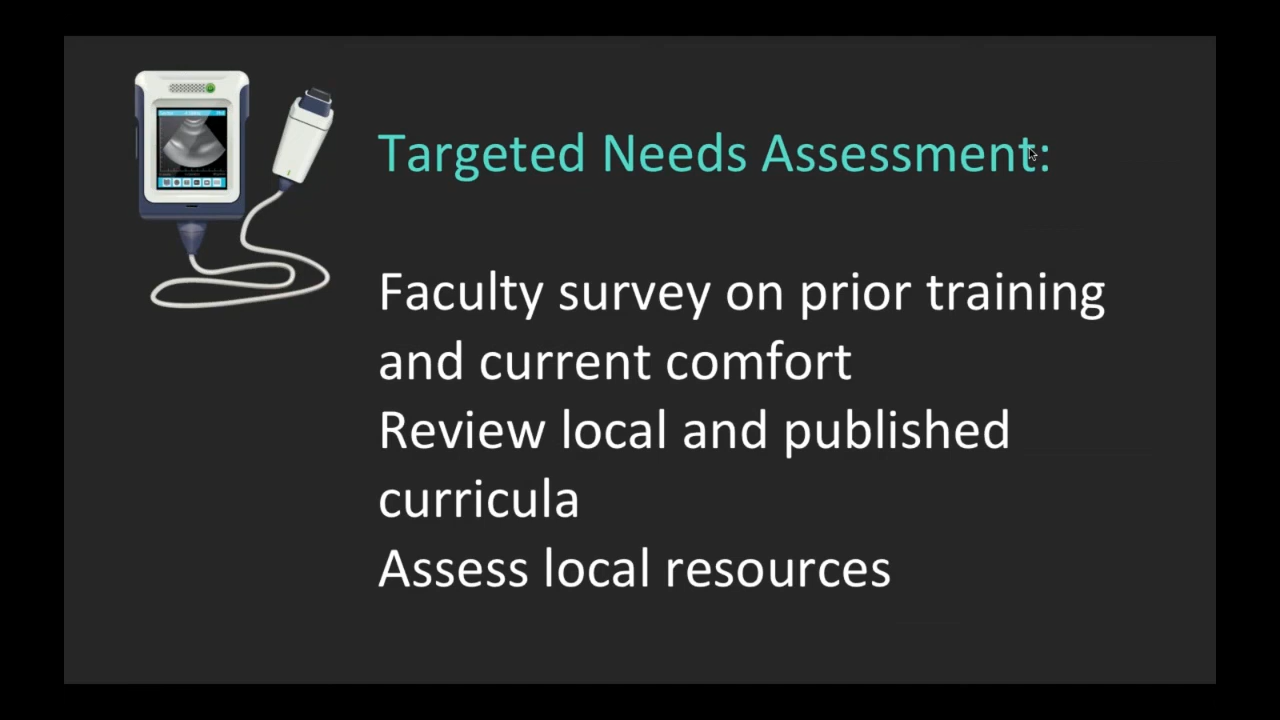 Targeted Needs Assessment:
Faculty survey on prior training
and current comfort
Review local and published
curricula
Assess local resources